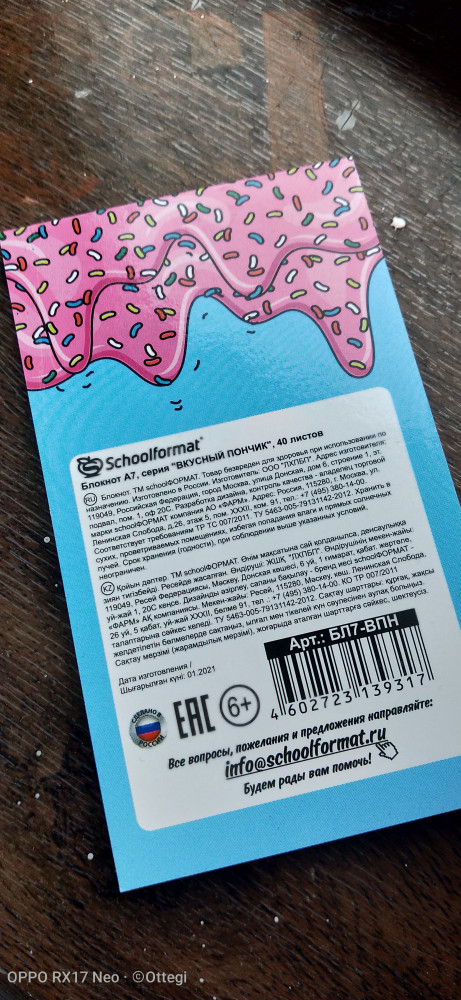 Schoolformat®
Блокнот А7, серия "ВКУСНЫЙ ПОНЧИК", 40 листов
RU Блокнот ТМ schoolФОРМАТ. Товар безвреден для здоровья при использовании по
назначению. Изготовлено в России. Изготовитель: ООО "ПХПБП". Адрес изготовителя:
119049, Российская Федерация, город Москва, улица Донская, дом 6, строение 1, эт.
подвал, пом. 1, оф. 20С. Разработка дизайна, контроль качества - владелец торговой
марки schoolФОРМАТ компания АО «ФАРМ». Адрес: Россия, 115280, г. Москва, ул.
Ленинская Слобода, д.26, этаж 5, пом. XXXII, ком. 91, тел.: +7 (495) 380-14-00.
Соответствует требованиям ТР ТС 007/2011. ТУ 5463-005-79131142-2012. Хранить в
сухих, проветриваемых помещениях, избегая попадания влаги и прямых солнечных
лучей. Срок хранения (годности), при соблюдении выше указанных условий,
неограничен.
KZ Қойын дәптер. ТМ schoolФОРМАТ Өнім мақсатына сай қолданылса, денсаулыққа
зиян тигізбейді. Ресейде жасалған. Өндіруші: ЖШҚ "ПХПБП". Өндірушінің мекен-жайы:
119049, Ресей Федерациясы, Мәскеу, Донская көшесі, 6 үй, 1 ғимарат, қабат. жертөле,
үй-жай 1, 20С кеңсе. Дизайнды әзірлеу, сапаны бақылау - бренд иесі schoolФОРМАТ -
«ФАРМ» АҚ компаниясы. Мекен-жайы: Ресей, 115280, Мәскеу, көш. Ленинская Слобода,
26 үй, 5 қабат, үй-жай XXXII, бөлме 91, тел .: +7 (495) 380-14-00. КО ТР 007/2011
талаптарына сәйкес келеді. ТУ 5463-005-79131142-2012. Құрғақ, жақсы
желдетілетін бөлмелерде сақтаңыз, ылғал мен тікелей күн сәулесінен аулақ болыңыз.
Сақтау мерзімі (жарамдылық мерзімі), жоғарыда аталған шарттарға сәйкес, шектеусіз.
Дата изготовления /
Шығарылған күні: 01.2021
Арт.: БЛ7-ВПН
4 602723 139317
СДЕЛАНО В РОССИИ
EAC
6+
Все вопросы, пожелания и предложения направляйте:
info@schoolformat.ru
Будем рады вам помочь!
OPPO RX17 Neo · ©Ottegi